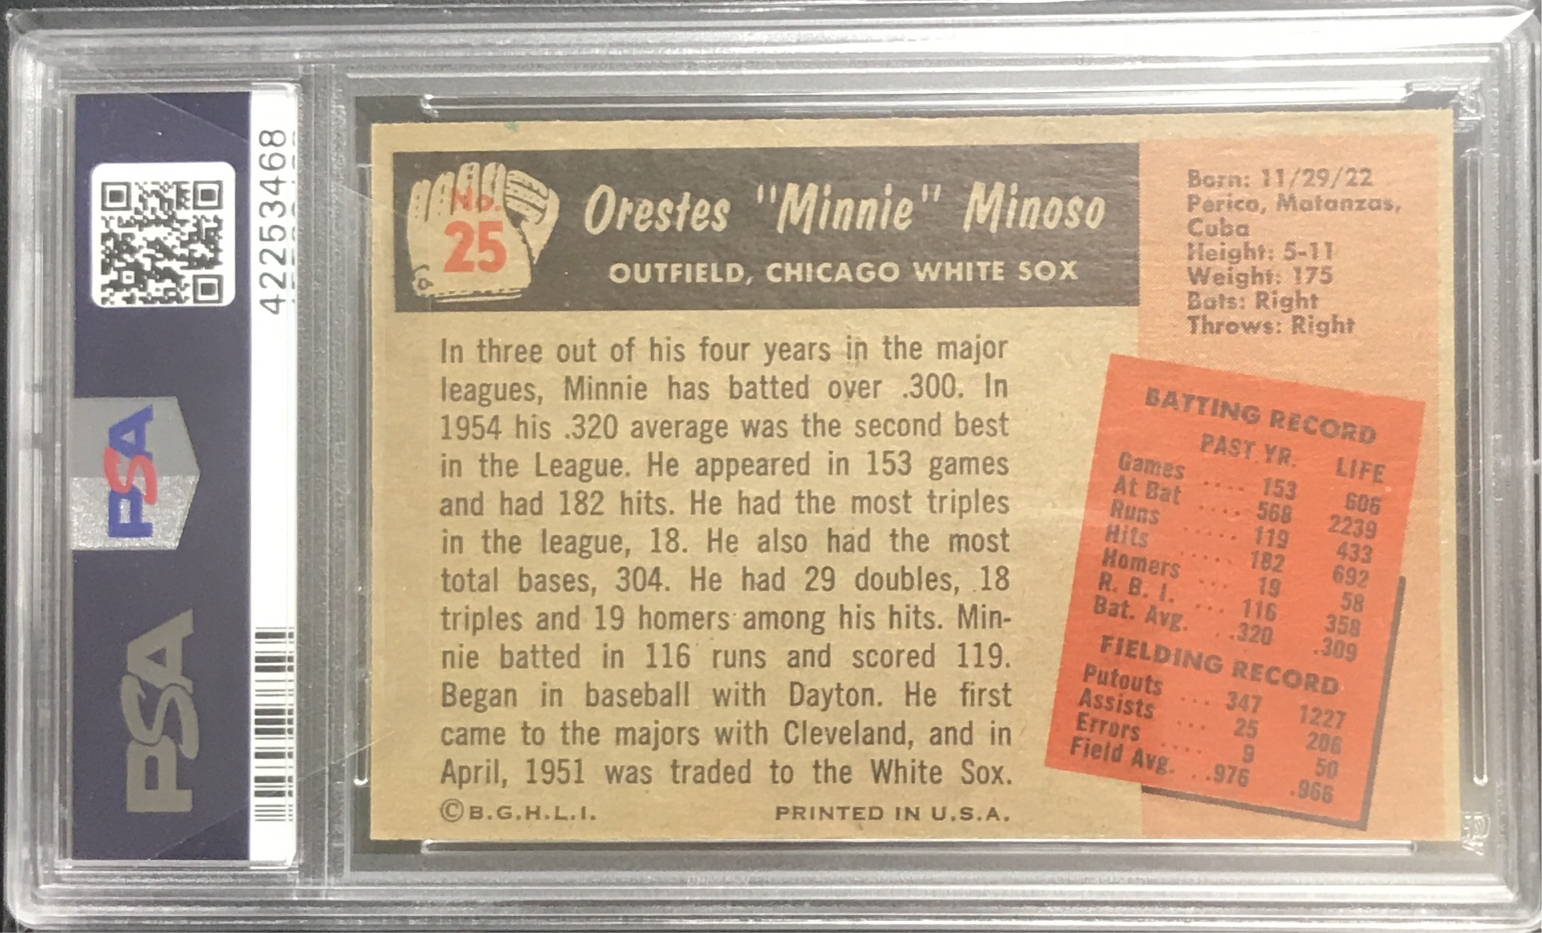 42253468
PSA
PSA
No.
25
Orestes "Minnie" Minoso
OUTFIELD, CHICAGO WHITE SOX
In three out of his four years in the major
leagues, Minnie has batted over .300. In
1954 his .320 average was the second best
in the League. He appeared in 153 games
and had 182 hits. He had the most triples
in the league, 18. He also had the most
total bases, 304. He had 29 doubles, 18
triples and 19 homers among his hits. Min-
nie batted in 116 runs and scored 119.
Began in baseball with Dayton. He first
came to the majors with Cleveland, and in
April, 1951 was traded to the White Sox.
©B.G.H.L.I. PRINTED IN U.S.A.
Born: 11/29/22
Perico, Matanzas,
Cuba
Height: 5-11
Weight: 175
Bats: Right
Throws: Right
BATTING RECORD
PAST YR. LIFE
Games .... 153 606
At Bat .... 568 2239
Runs .... 119 433
Hits .... 182 692
Homers ... 19 58
R. B. I. ... 116 358
Bat. Avg. ..320 .309
FIELDING RECORD
Putouts ... 347 1227
Assists ... 25 206
Errors .... 9 50
Field Avg. ..976 .966